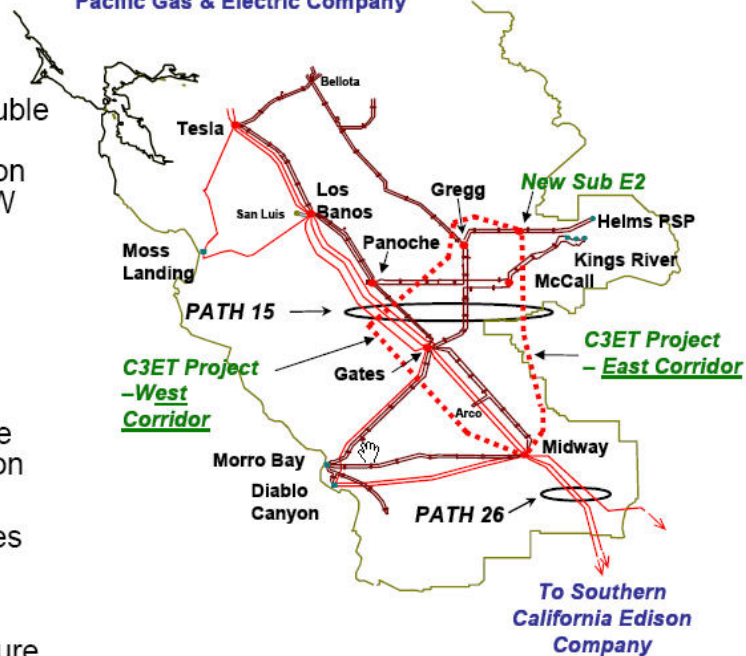 Pacific Gas & Electric Company
uble
on
W
e
on
es
ure
Bellota
Tesla
Los
Banos
San Luis
Gregg
New Sub E2
Helms PSP
Kings River
Panoche
McCall
Moss
Landing
PATH 15
C3ET Project
–West
Corridor
C3ET Project
– East Corridor
Gates
Arco
Midway
Morro Bay
Diablo
Canyon
PATH 26
To Southern
California Edison
Company